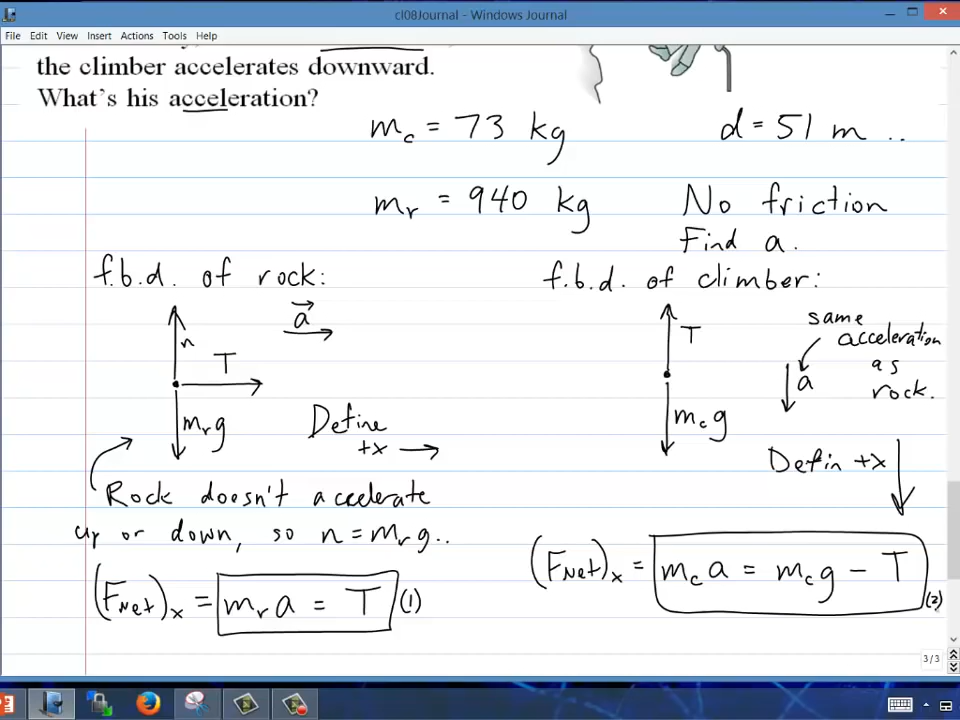 cl08Journal - Windows Journal
File Edit View Insert Actions Tools Help
the climber accelerates downward.
What's his acceleration?
m_c = 73 kg
d = 51 m ..
m_r = 940 kg
No friction
Find a.
f.b.d. of rock:
n
T
m_r g
a
Define
+x
Rock doesn't accelerate
up or down, so n = m_r g..
(F_Net)_x = m_r a = T (1)
f.b.d. of climber:
T
m_c g
same
acceleration
as
rock.
a
Defin +x
(F_Net)_x = m_c a = m_c g - T (2)
3 / 3